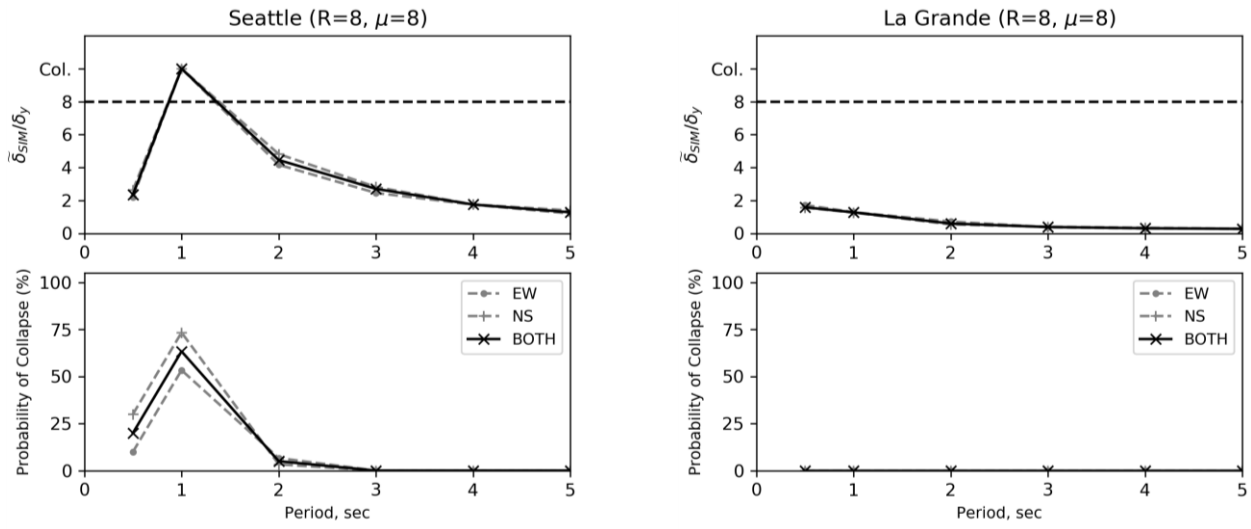 Seattle (R=8, μ=8)
Col.
8
6
4
2
0
δ̃SIM/δy
0 1 2 3 4 5
100
75
50
25
0
Probability of Collapse (%)
EW
NS
BOTH
0 1 2 3 4 5
Period, sec
La Grande (R=8, μ=8)
Col.
8
6
4
2
0
δ̃SIM/δy
0 1 2 3 4 5
100
75
50
25
0
Probability of Collapse (%)
EW
NS
BOTH
0 1 2 3 4 5
Period, sec